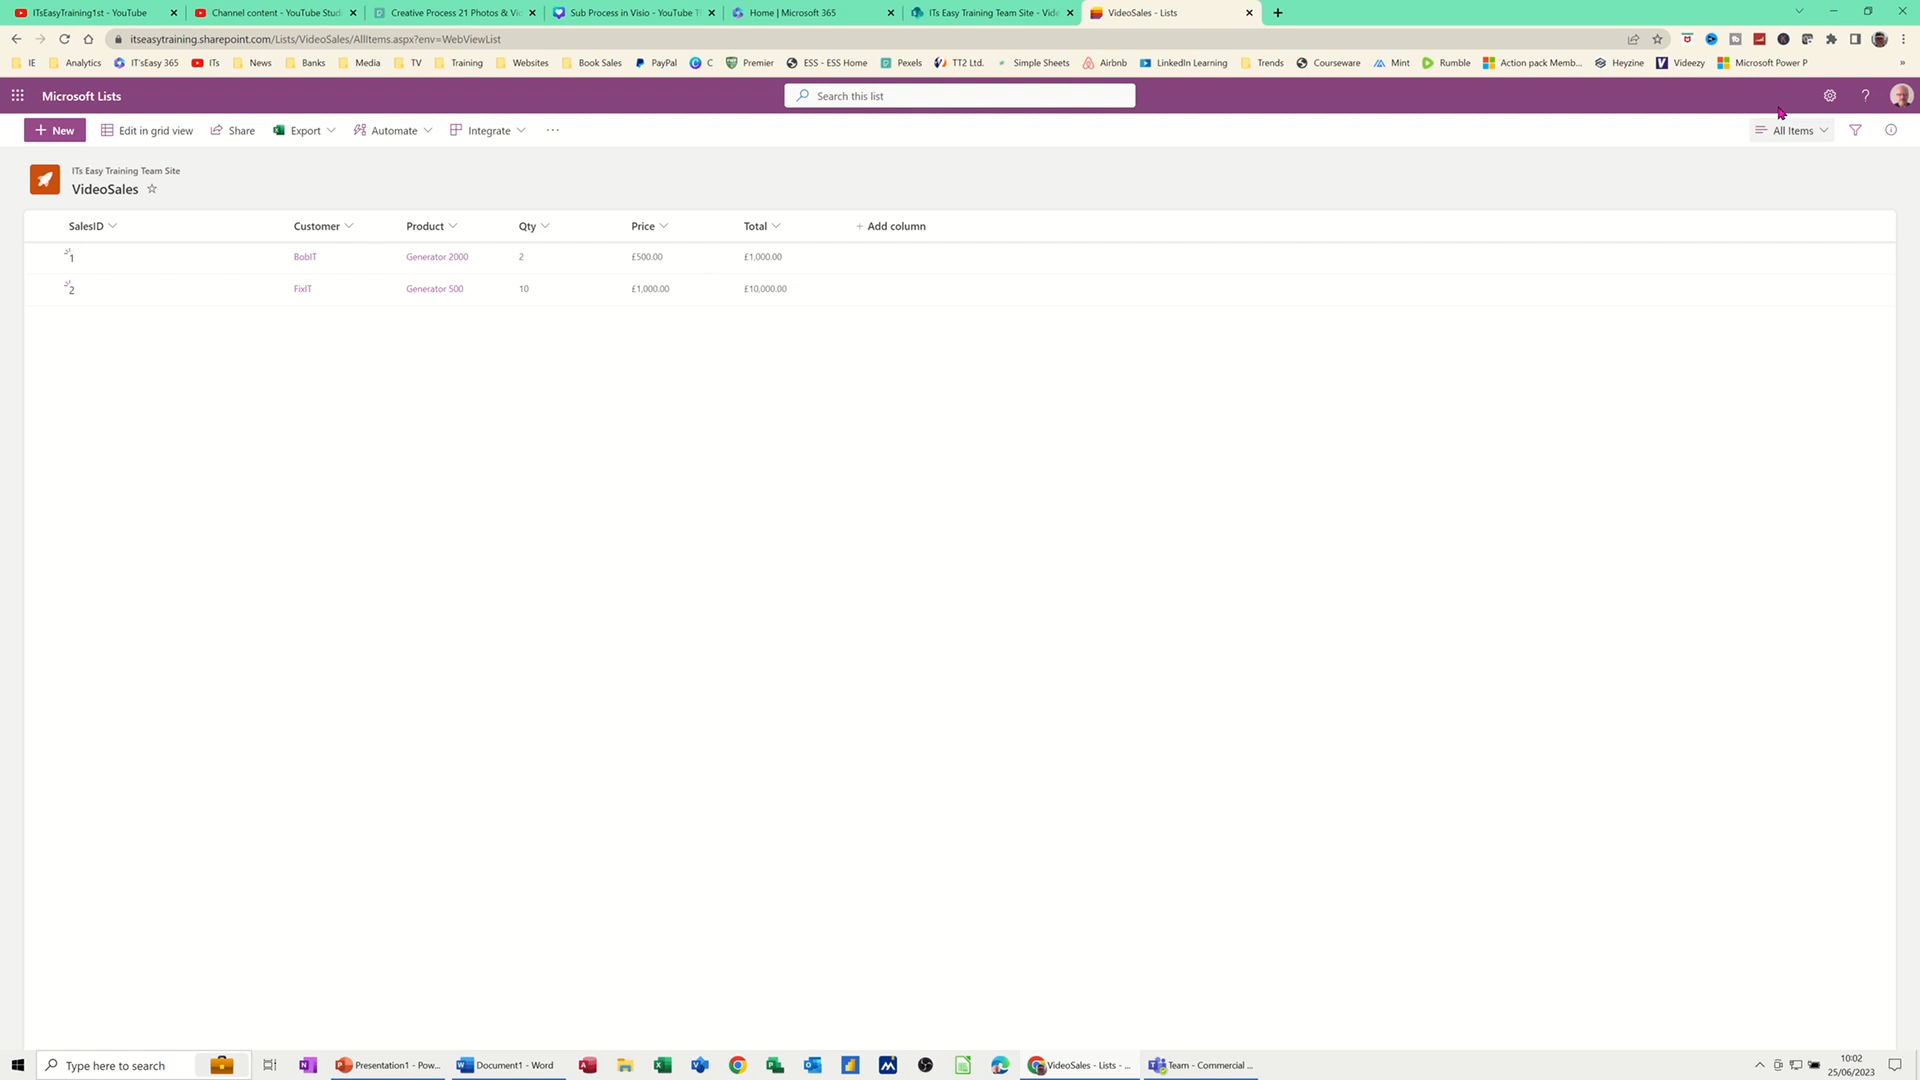 ITsEasyTraining1st - YouTube
Channel content - YouTube Stud
Creative Process 21 Photos & Vi
Sub Process in Visio - YouTube T
Home | Microsoft 365
ITs Easy Training Team Site - Vide
VideoSales - Lists
itseasytraining.sharepoint.com/Lists/VideoSales/AllItems.aspx?env=WebViewList
IE Analytics IT'sEasy 365 ITs News Banks Media TV Training Websites Book Sales PayPal C Premier ESS - ESS Home Pexels TT2 Ltd. Simple Sheets Airbnb LinkedIn Learning Trends Courseware Mint Rumble Action pack Memb... Heyzine Videezy Microsoft Power P »
Microsoft Lists
Search this list
?
+ New Edit in grid view Share Export Automate Integrate ... All Items
ITs Easy Training Team Site
VideoSales
SalesID Customer Product Qty Price Total + Add column
1 BobIT Generator 2000 2 £500.00 £1,000.00
2 FixIT Generator 500 10 £1,000.00 £10,000.00
Type here to search
Presentation1 - Pow...
Document1 - Word
VideoSales - Lists - ...
Team - Commercial ...
10:02
25/06/2023